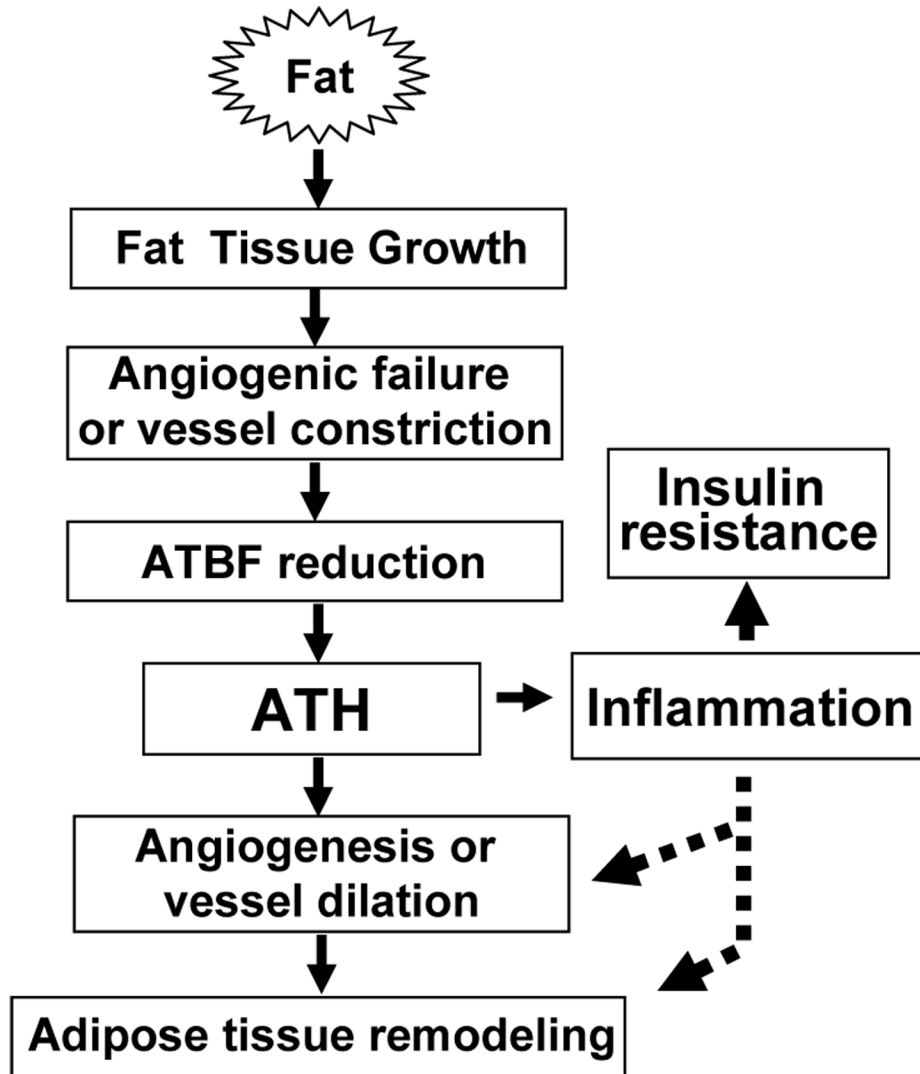 Fat
Fat Tissue Growth
Angiogenic failure
or vessel constriction
ATBF reduction
Insulin
resistance
ATH
Inflammation
Angiogenesis or
vessel dilation
Adipose tissue remodeling